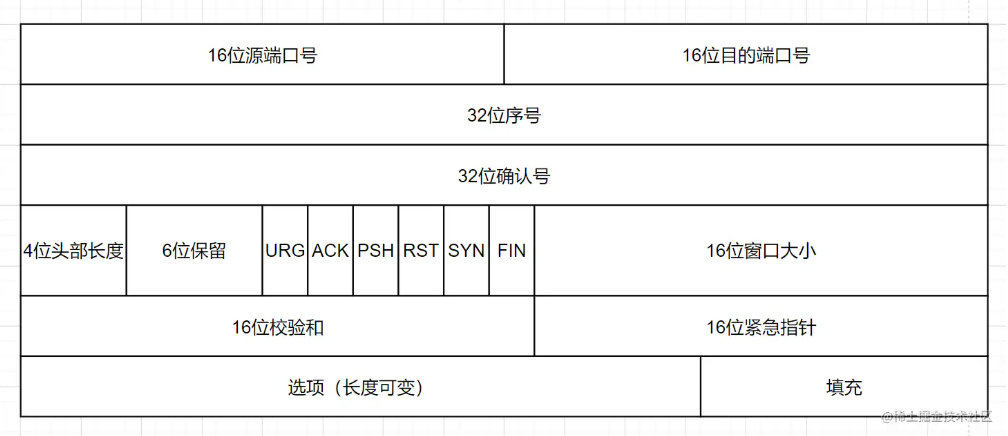 16位源端口号
16位目的端口号
32位序号
32位确认号
4位头部长度
6位保留
URG
ACK
PSH
RST
SYN
FIN
16位窗口大小
16位校验和
16位紧急指针
选项（长度可变）
填充
@稀土掘金技术社区